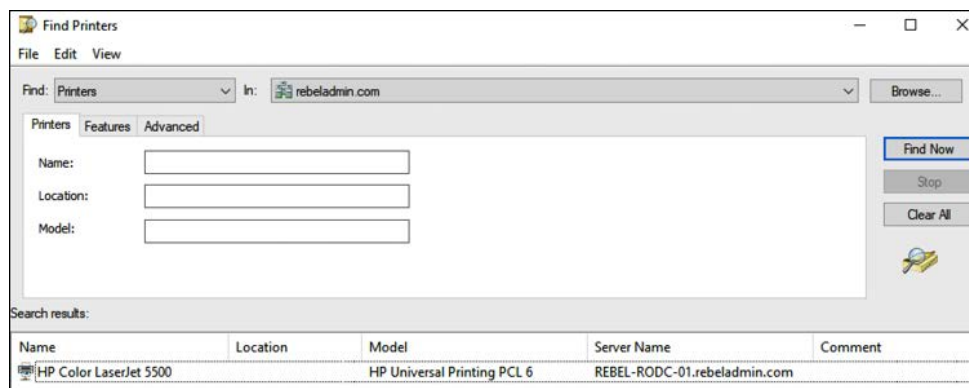 Find Printers
File Edit View
Find: Printers In: rebeladmin.com Browse...
Printers Features Advanced
Find Now
Name:
Stop
Location:
Clear All
Model:
Search results:
Name Location Model Server Name Comment
HP Color LaserJet 5500 HP Universal Printing PCL 6 REBEL-RODC-01.rebeladmin.com